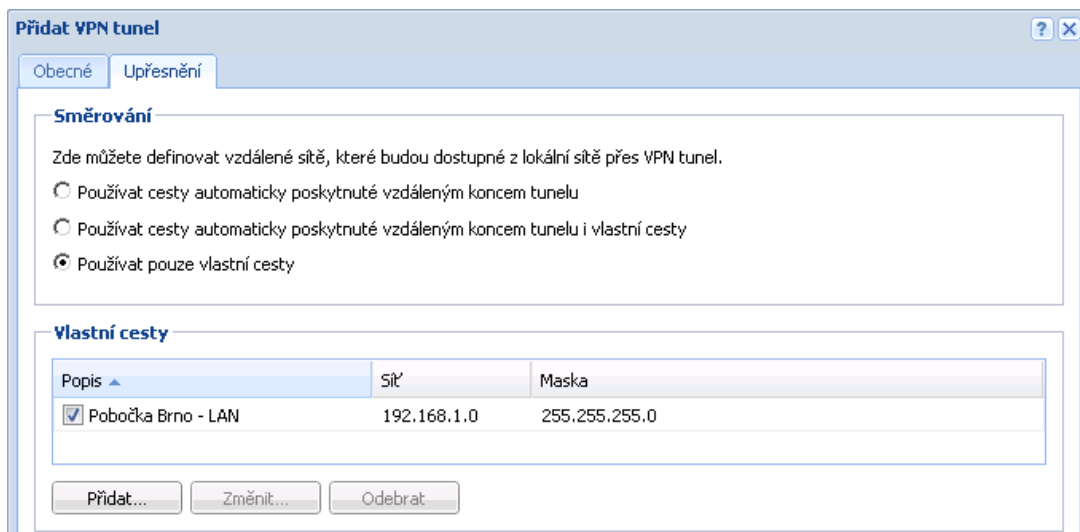 Přidat VPN tunel
Obecné
Upřesnění
Směrování
Zde můžete definovat vzdálené sítě, které budou dostupné z lokální sítě přes VPN tunel.
Používat cesty automaticky poskytnuté vzdáleným koncem tunelu
Používat cesty automaticky poskytnuté vzdáleným koncem tunelu i vlastní cesty
Používat pouze vlastní cesty
Vlastní cesty
Popis Síť Maska
Pobočka Brno - LAN 192.168.1.0 255.255.255.0
Přidat... Změnit... Odebrat